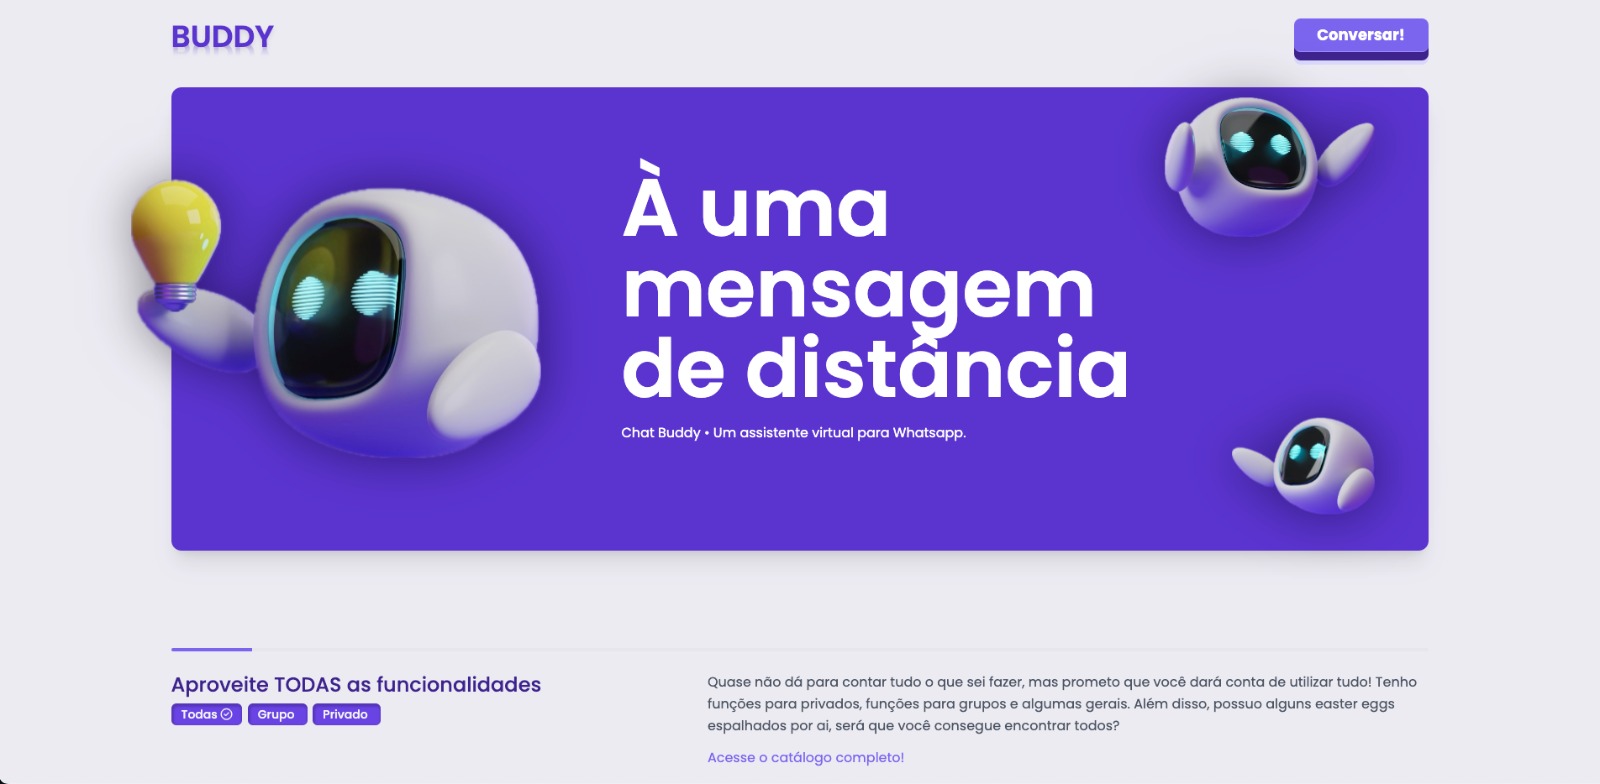 BUDDY
Conversar!
À uma
mensagem
de distância
Chat Buddy • Um assistente virtual para Whatsapp.
Aproveite TODAS as funcionalidades
Todas
Grupo
Privado
Quase não dá para contar tudo o que sei fazer, mas prometo que você dará conta de utilizar tudo! Tenho
funções para privados, funções para grupos e algumas gerais. Além disso, possuo alguns easter eggs
espalhados por ai, será que você consegue encontrar todos?
Acesse o catálogo completo!